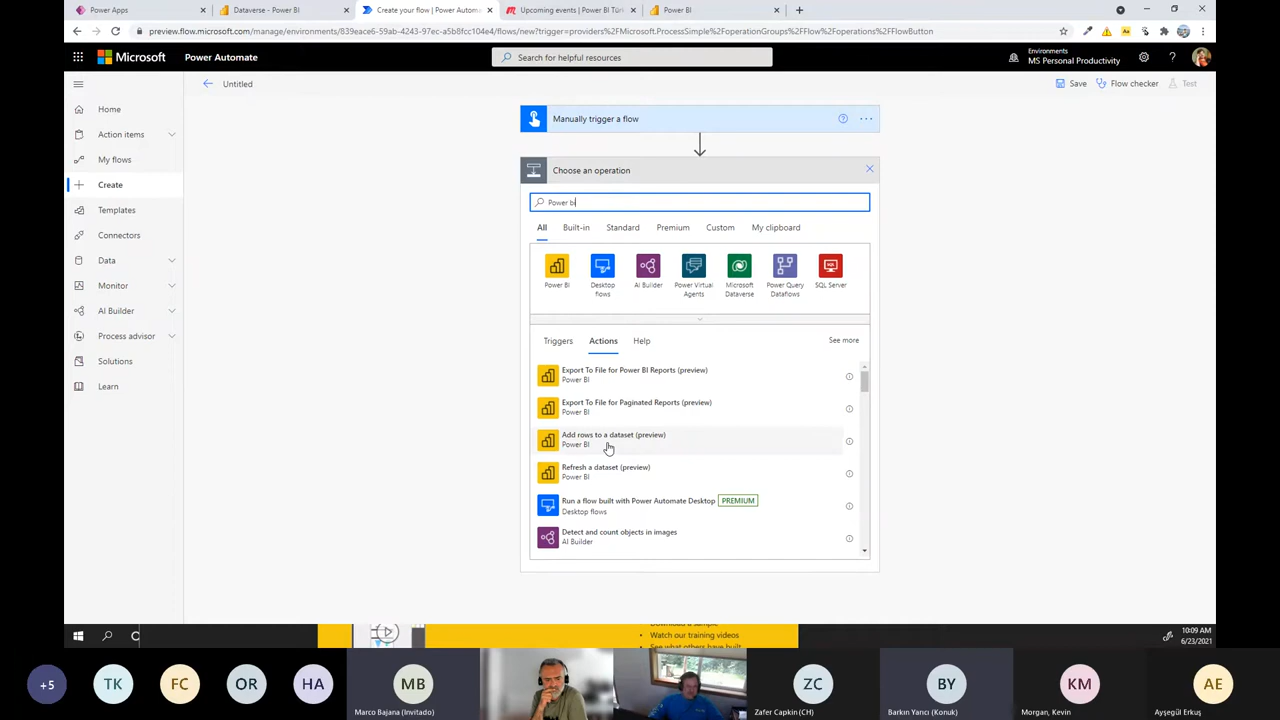 Power Apps
Dataverse - Power BI
Create your flow | Power Automat
Upcoming events | Power BI Tür
Power BI
preview.flow.microsoft.com/manage/environments/839eace6-59ab-4243-97ec-a5b8fcc104e4/flows/new?trigger=providers%2FMicrosoft.ProcessSimple%2FoperationGroups%2FFlow%2Foperations%2FFlowButton
Microsoft
Power Automate
Search for helpful resources
Environments
MS Personal Productivity
Untitled
Save
Flow checker
Test
Home
Action items
My flows
Create
Templates
Connectors
Data
Monitor
AI Builder
Process advisor
Solutions
Learn
Manually trigger a flow
Choose an operation
Power bi
All
Built-in
Standard
Premium
Custom
My clipboard
Power BI
Desktop
flows
AI Builder
Power Virtual
Agents
Microsoft
Dataverse
Power Query
Dataflows
SQL Server
Triggers
Actions
Help
See more
Export To File for Power BI Reports (preview)
Power BI
Export To File for Paginated Reports (preview)
Power BI
Add rows to a dataset (preview)
Power BI
Refresh a dataset (preview)
Power BI
Run a flow built with Power Automate Desktop PREMIUM
Desktop flows
Detect and count objects in images
AI Builder
Watch our training videos
10:09 AM
6/23/2021
+5
TK
FC
OR
HA
MB
Marco Bajana (Invitado)
ZC
Zafer Capkin (CH)
BY
Barkın Yarıcı (Konuk)
KM
Morgan, Kevin
AE
Ayşegül Erkuş